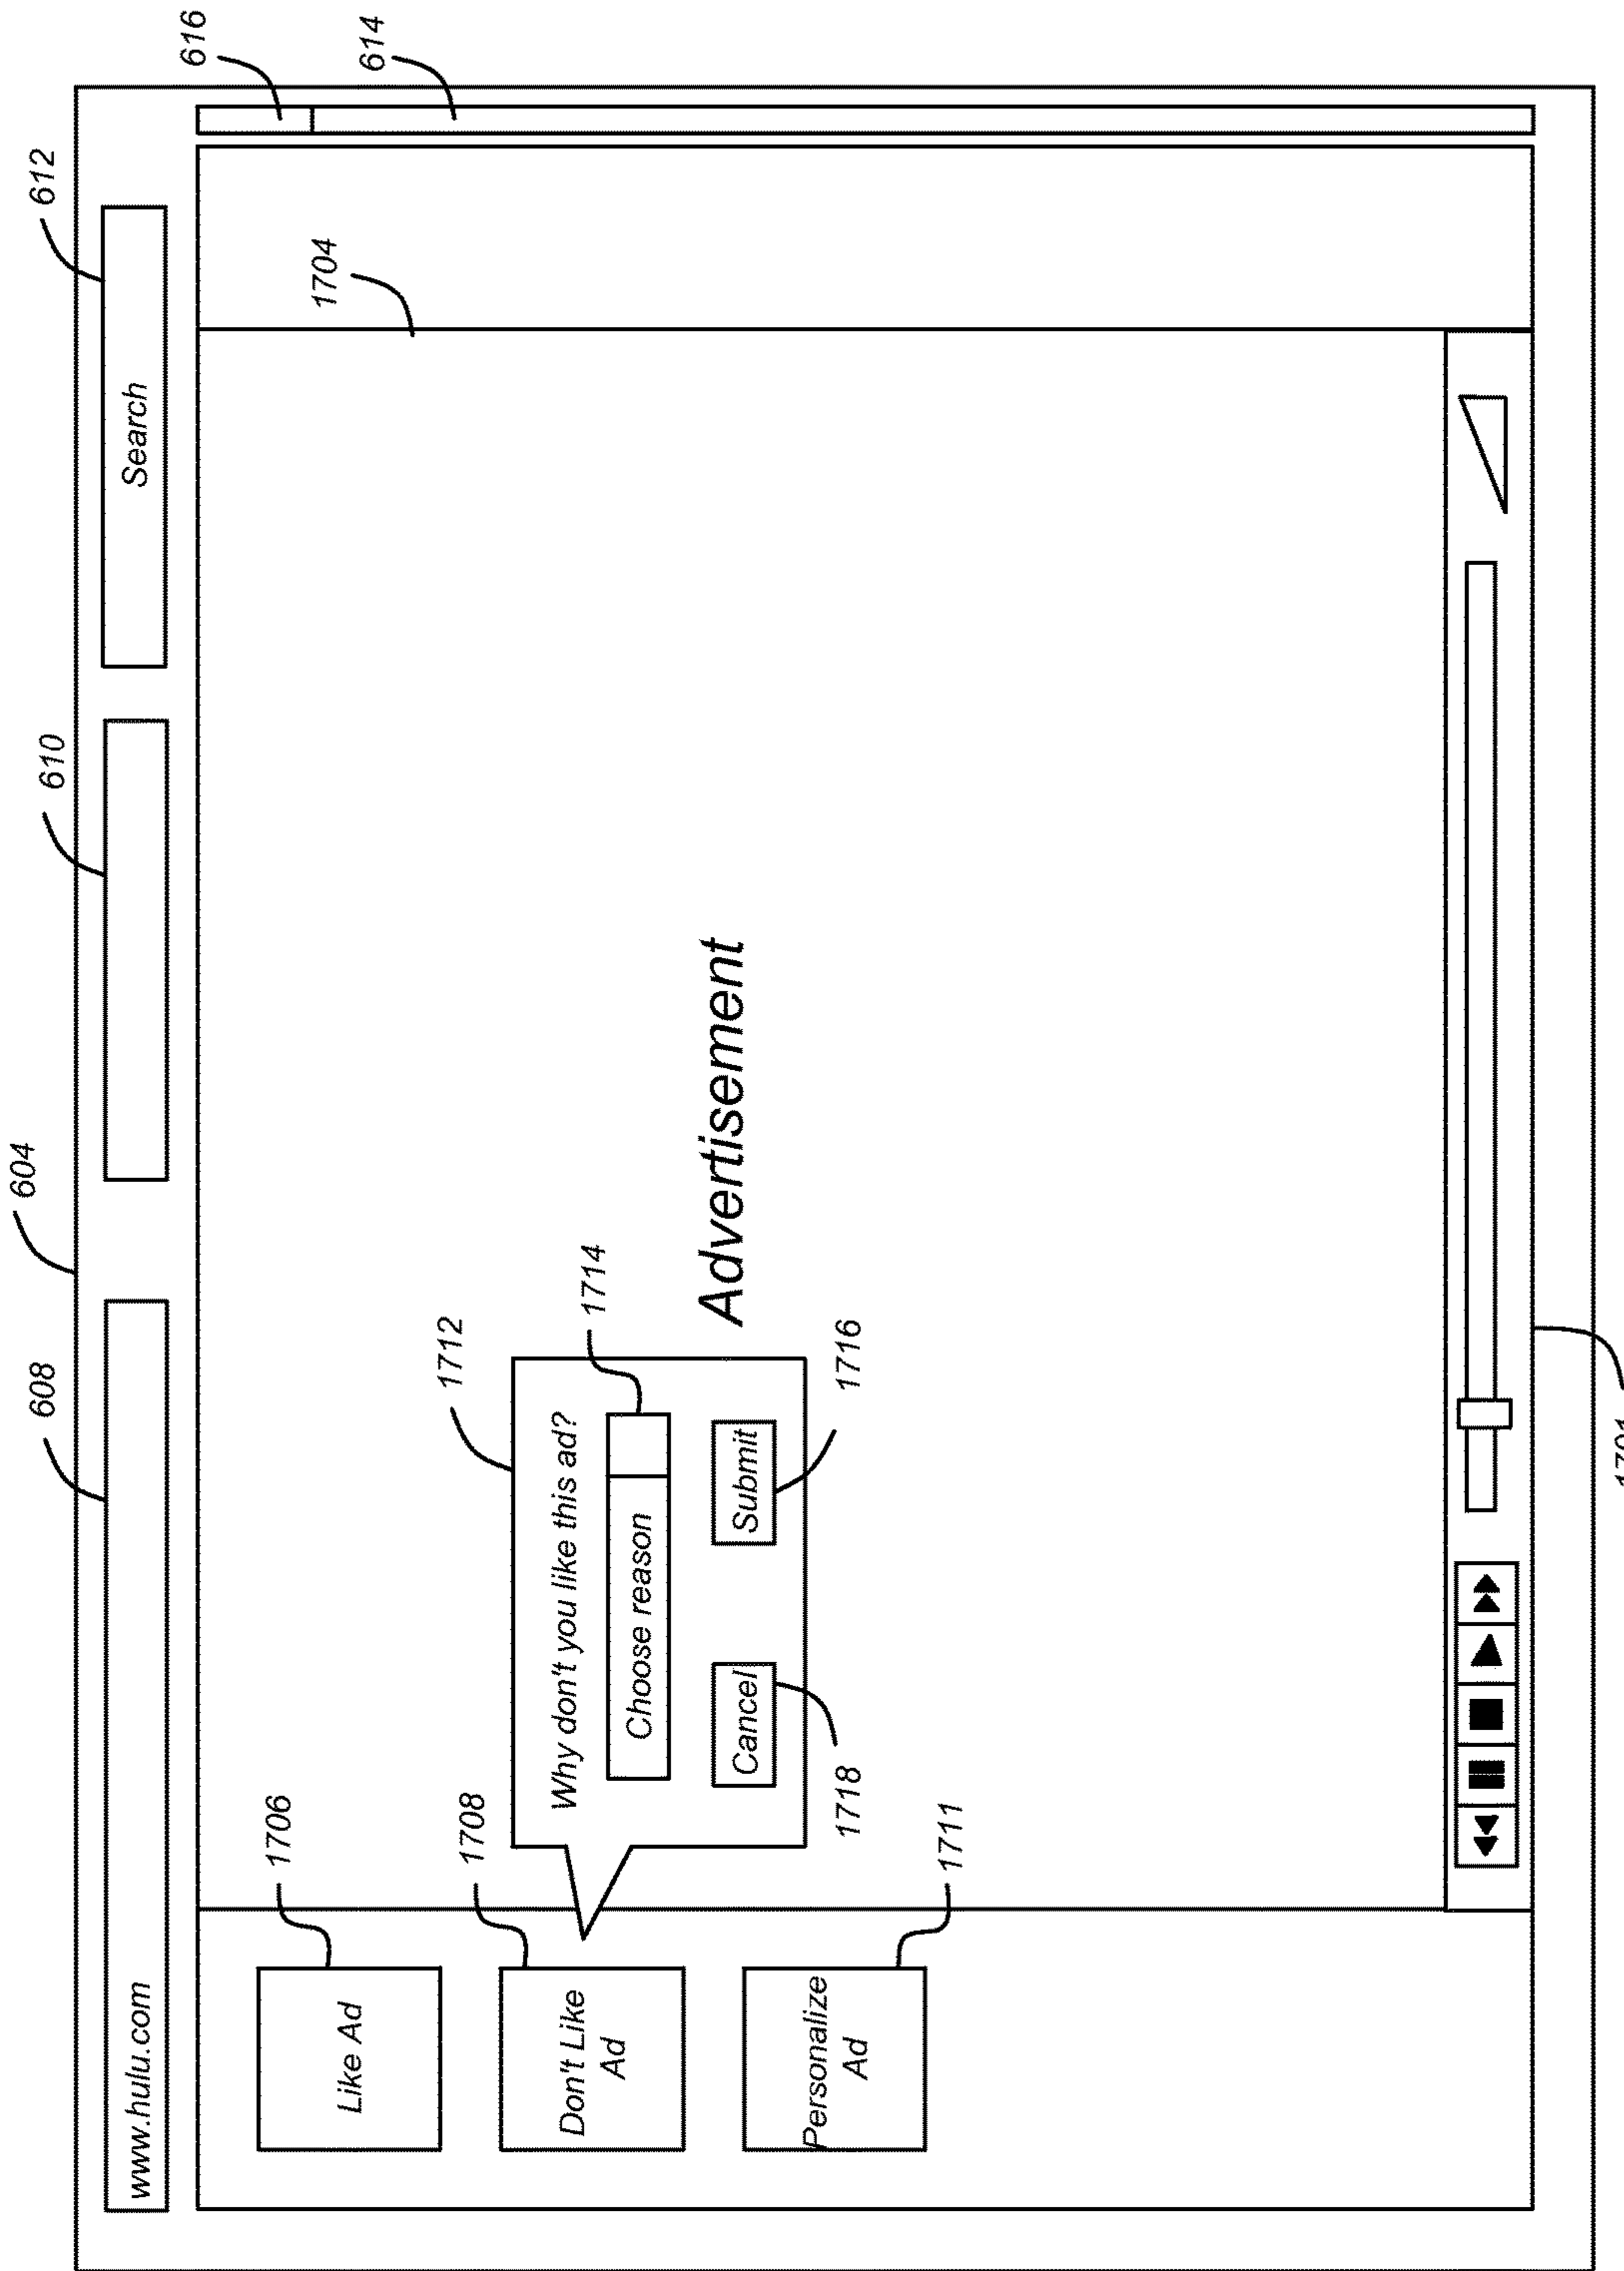 604
608
610
612
616
www.hulu.com
Search
614
1704
1706
Like Ad
1712
1708
Don't Like
Ad
Why don't you like this ad?
1714
Choose reason
Cancel
Submit
1718
1716
Advertisement
1711
Personalize
Ad